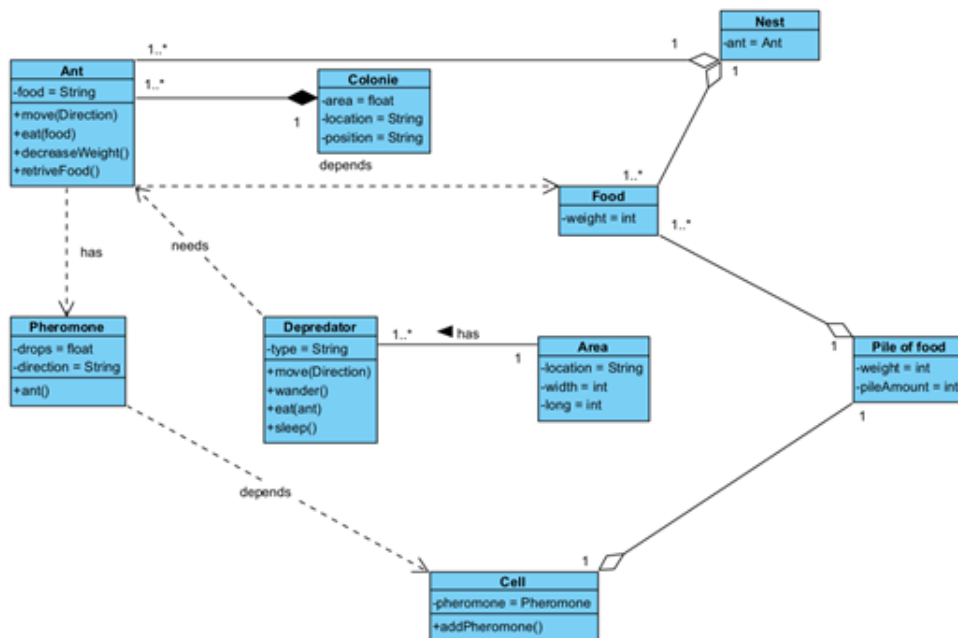 Nest
-ant = Ant
1..*
1
1
Ant
-food = String
+move(Direction)
+eat(food)
+decreaseWeight()
+retriveFood()
1..*
1
Colonie
-area = float
-location = String
-position = String
depends
1..*
Food
-weight = int
1..*
has
needs
Pheromone
-drops = float
-direction = String
+ant()
Depredator
-type = String
+move(Direction)
+wander()
+eat(ant)
+sleep()
1..*
has
1
Area
-location = String
-width = int
-long = int
1
Pile of food
-weight = int
-pileAmount = int
1
depends
1
Cell
-pheromone = Pheromone
+addPheromone()